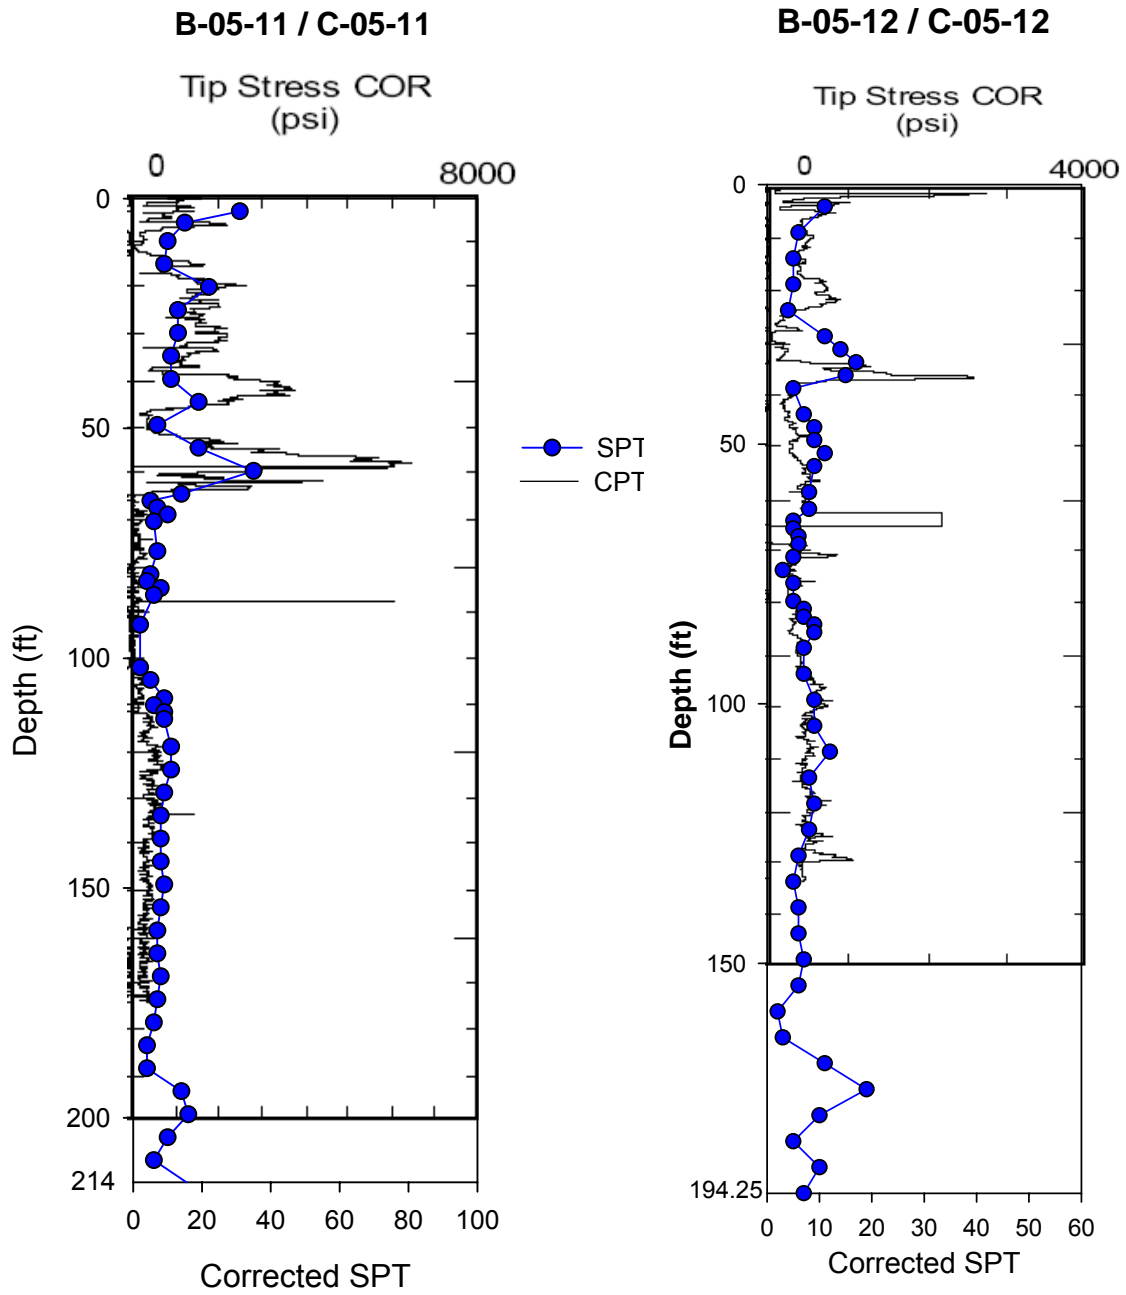 B-05-11 / C-05-11
Tip Stress COR
(psi)
0
8000
0
50
100
150
200
214
Depth (ft)
0 20 40 60 80 100
Corrected SPT
SPT
CPT
B-05-12 / C-05-12
Tip Stress COR
(psi)
0
4000
0
50
100
150
194.25
Depth (ft)
0 10 20 30 40 50 60
Corrected SPT